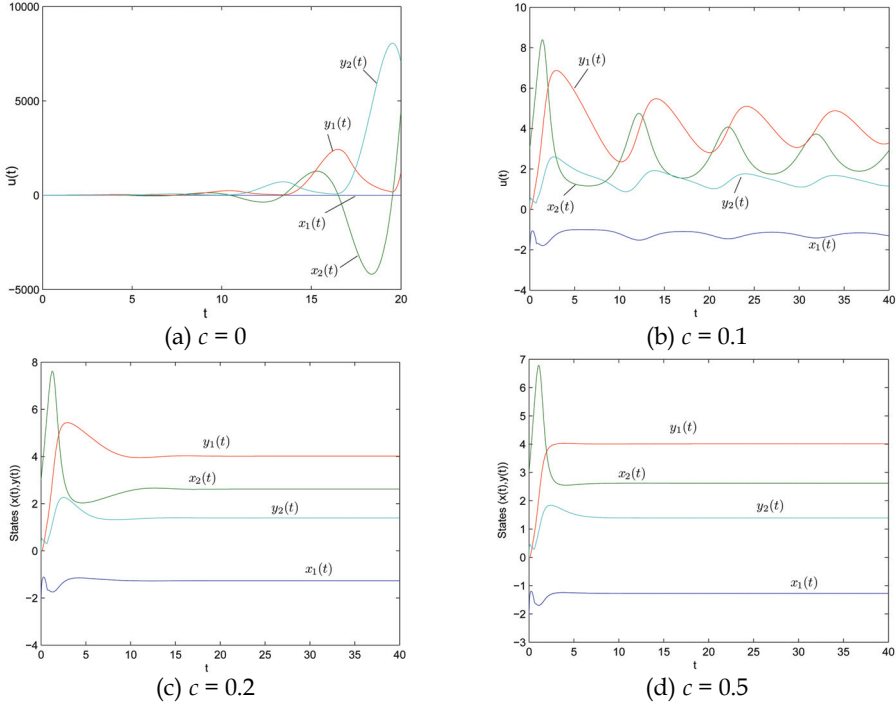 10000
y₂(t)
5000
y₁(t)
u(t)
0
x₁(t)
x₂(t)
−5000
0 5 10 15 20
t
(a) c = 0
10
8
y₁(t)
6
4
u(t)
2
x₂(t)
y₂(t)
0
x₁(t)
−2
−4
0 5 10 15 20 25 30 35 40
t
(b) c = 0.1
8
6
y₁(t)
4
x₂(t)
States (x(t),y(t))
2
y₂(t)
0
x₁(t)
−2
−4
0 5 10 15 20 25 30 35 40
t
(c) c = 0.2
7
6
5
y₁(t)
4
3
x₂(t)
States (x(t),y(t))
2
y₂(t)
1
0
x₁(t)
−1
−2
−3
0 5 10 15 20 25 30 35 40
t
(d) c = 0.5